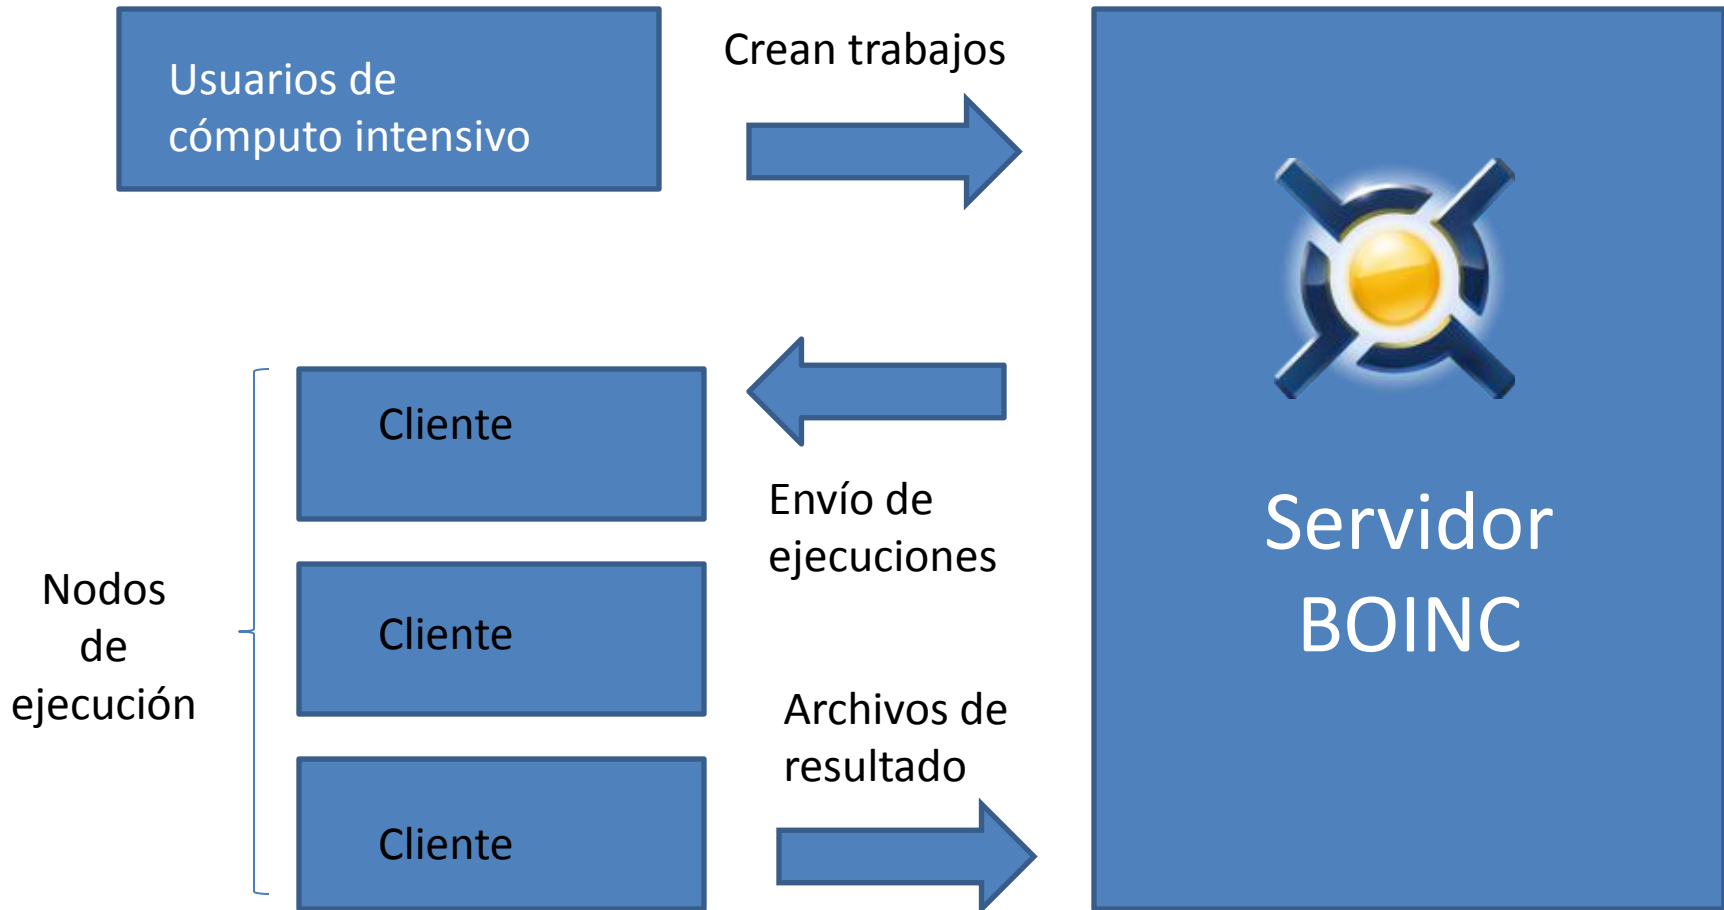 Usuarios de
cómputo intensivo
Crean trabajos
Cliente
Envío de
ejecuciones
Servidor
BOINC
Nodos
de
ejecución
Cliente
Archivos de
resultado
Cliente